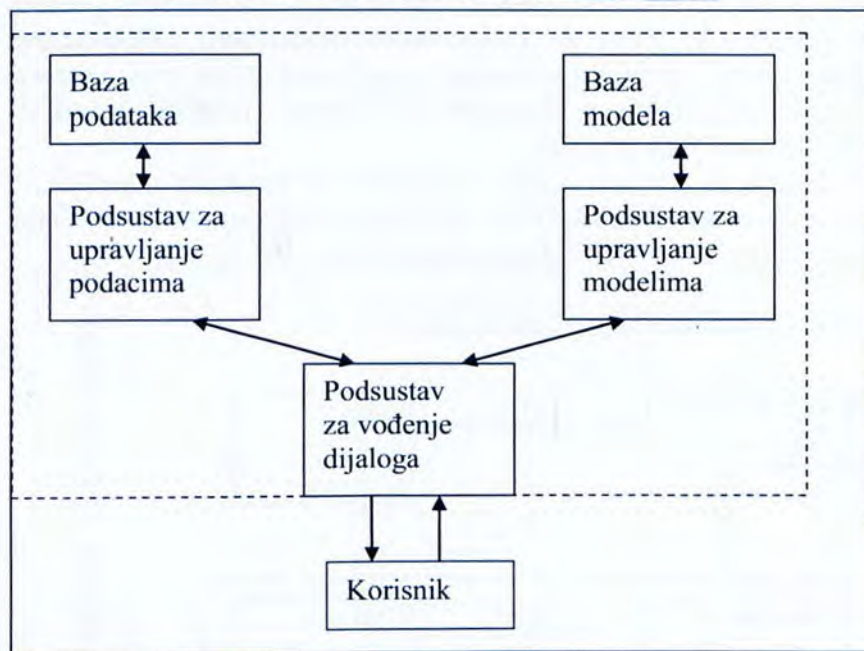 Baza
podataka
Baza
modela
Podsustav za
upravljanje
podacima
Podsustav za
upravljanje
modelima
Podsustav
za vođenje
dijaloga
Korisnik